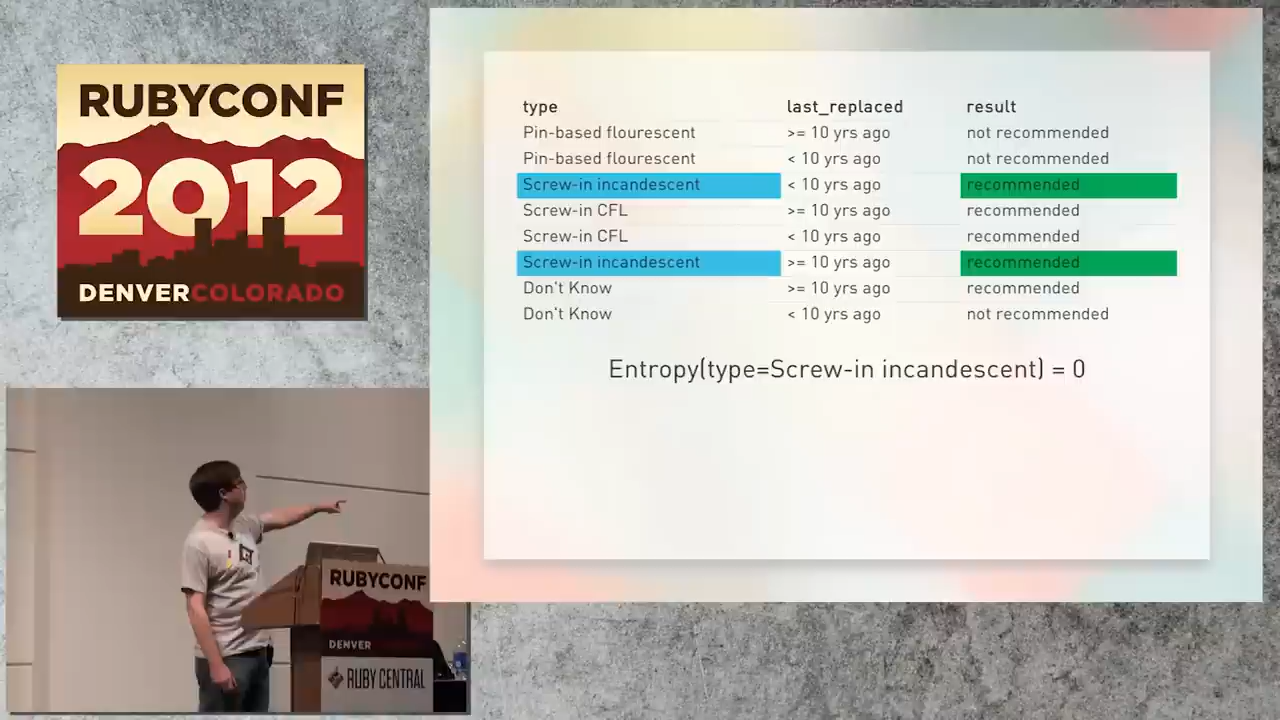 RUBYCONF
2012
DENVERCOLORADO
type last_replaced result
Pin-based flourescent >= 10 yrs ago not recommended
Pin-based flourescent < 10 yrs ago not recommended
Screw-in incandescent < 10 yrs ago recommended
Screw-in CFL >= 10 yrs ago recommended
Screw-in CFL < 10 yrs ago recommended
Screw-in incandescent >= 10 yrs ago recommended
Don't Know >= 10 yrs ago recommended
Don't Know < 10 yrs ago not recommended
Entropy(type=Screw-in incandescent) = 0
RUBYCONF
DENVER
RUBY CENTRAL